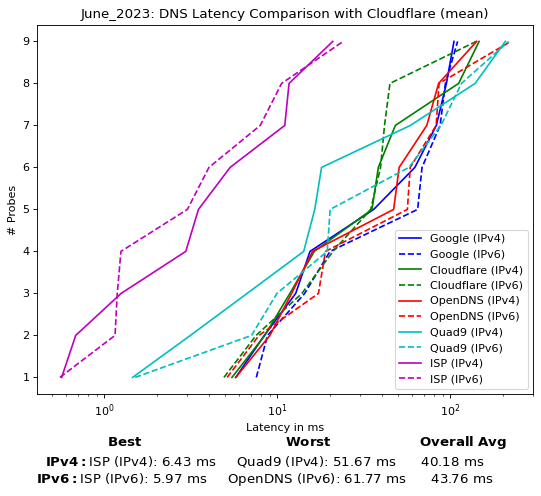 June_2023: DNS Latency Comparison with Cloudflare (mean)
# Probes
9
8
7
6
5
4
3
2
1
Google (IPv4)
Google (IPv6)
Cloudflare (IPv4)
Cloudflare (IPv6)
OpenDNS (IPv4)
OpenDNS (IPv6)
Quad9 (IPv4)
Quad9 (IPv6)
ISP (IPv4)
ISP (IPv6)
10⁰ 10¹ 10²
Latency in ms
Best Worst Overall Avg
IPv4: ISP (IPv4): 6.43 ms Quad9 (IPv4): 51.67 ms 40.18 ms
IPv6: ISP (IPv6): 5.97 ms OpenDNS (IPv6): 61.77 ms 43.76 ms